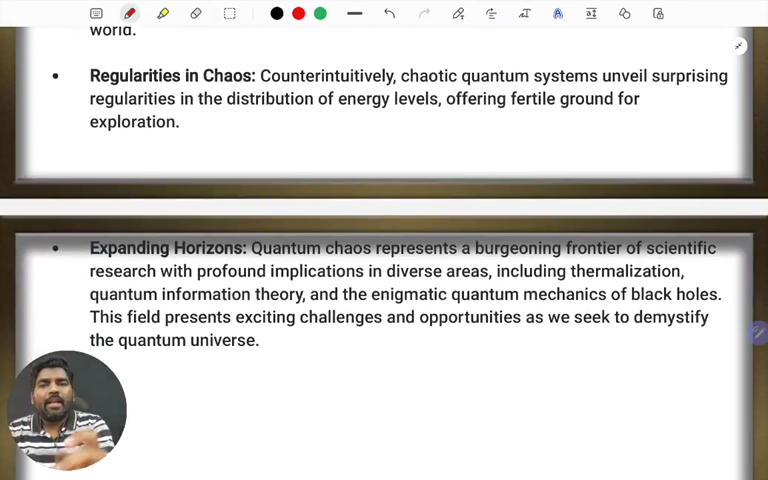 world.
• Regularities in Chaos: Counterintuitively, chaotic quantum systems unveil surprising
regularities in the distribution of energy levels, offering fertile ground for
exploration.
• Expanding Horizons: Quantum chaos represents a burgeoning frontier of scientific
research with profound implications in diverse areas, including thermalization,
quantum information theory, and the enigmatic quantum mechanics of black holes.
This field presents exciting challenges and opportunities as we seek to demystify
the quantum universe.